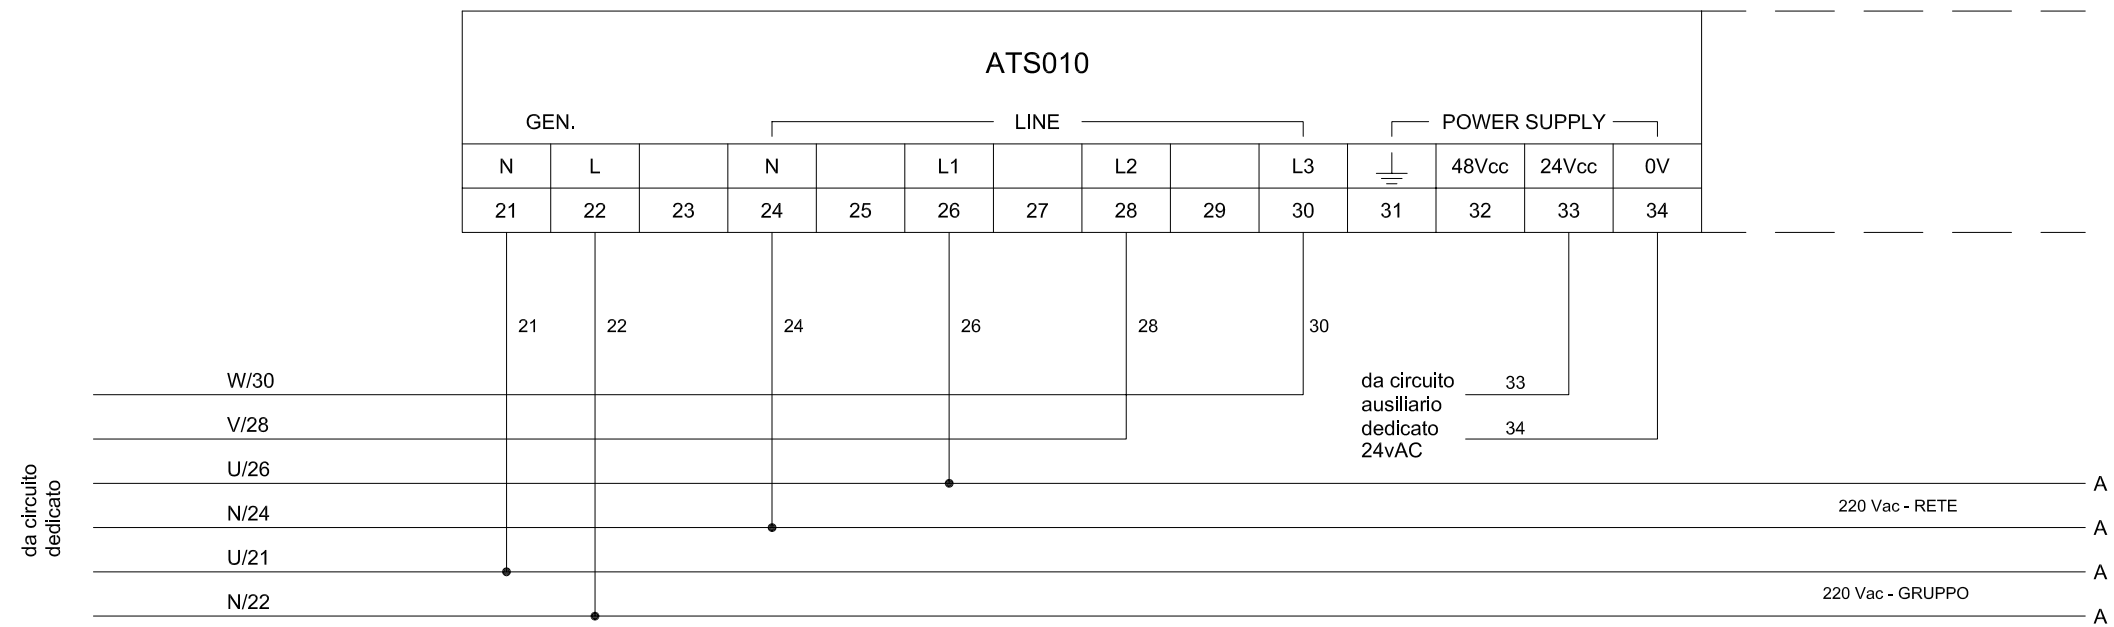 ATS010
GEN. LINE POWER SUPPLY
N L N L1 L2 L3 48Vcc 24Vcc 0V
21 22 23 24 25 26 27 28 29 30 31 32 33 34
21 22 24 26 28 30
W/30
V/28
U/26
N/24
U/21
N/22
da circuito
dedicato
da circuito
ausiliario
dedicato
24vAC
33
34
A
220 Vac - RETE
A
A
220 Vac - GRUPPO
A